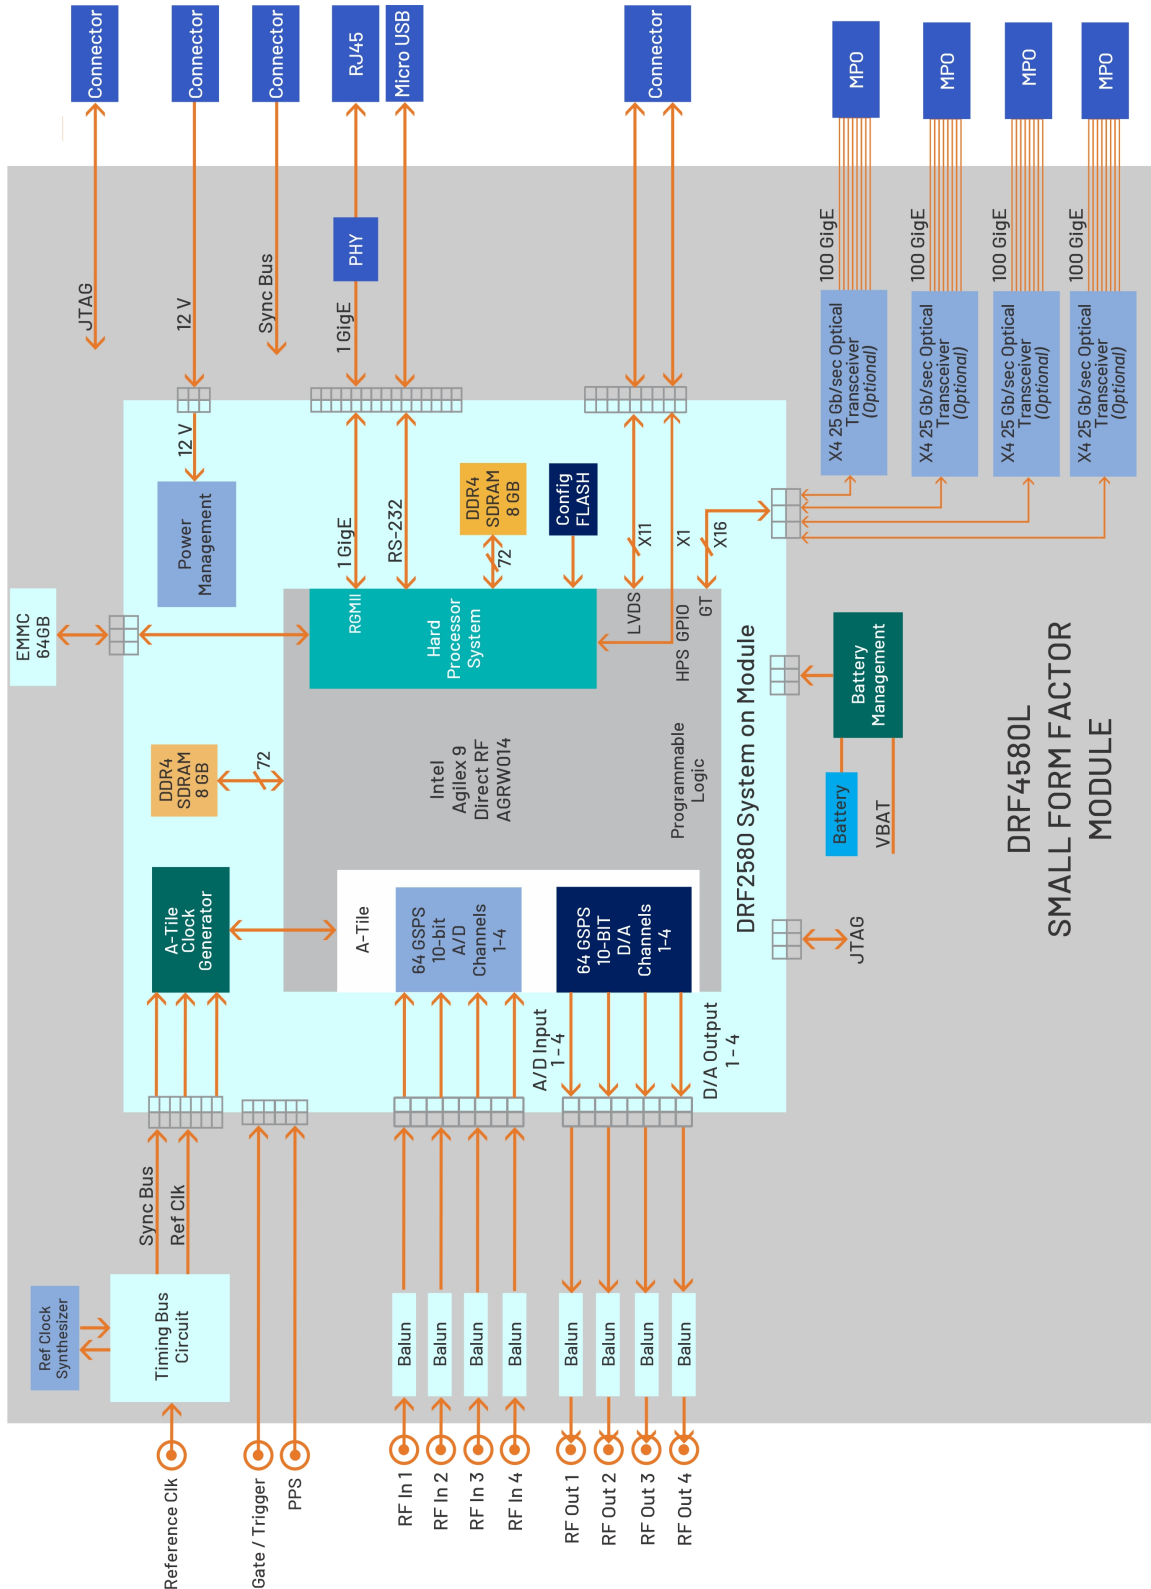 Connector
Connector
Connector
RJ45
Micro USB
Connector
MPO
MPO
MPO
MPO
JTAG
12 V
Sync Bus
PHY
1 GigE
100 GigE
100 GigE
100 GigE
100 GigE
X4 25 Gb/sec Optical
Transceiver
(Optional)
X4 25 Gb/sec Optical
Transceiver
(Optional)
X4 25 Gb/sec Optical
Transceiver
(Optional)
X4 25 Gb/sec Optical
Transceiver
(Optional)
12 V
Power
Management
1 GigE
RS-232
DDR4
SDRAM
8 GB
72
Config
FLASH
X11
X1
X16
EMMC
64GB
RGMII
Hard
Processor
System
LVDS
HPS GPIO
GT
DDR4
SDRAM
8 GB
72
Intel
Agilex 9
Direct RF
AGRW014
Programmable
Logic
DRF2580 System on Module
Battery
Management
Battery
VBAT
JTAG
DRF4580L
SMALL FORM FACTOR
MODULE
A-Tile
Clock
Generator
A-Tile
64 GSPS
10-bit
A/D
Channels
1-4
64 GSPS
10-BIT
D/A
Channels
1-4
A/D Input
1 - 4
D/A Output
1 - 4
Sync Bus
Ref Clk
Ref Clock
Synthesizer
Timing Bus
Circuit
Balun
Balun
Balun
Balun
Balun
Balun
Balun
Balun
Reference Clk
Gate / Trigger
PPS
RF In 1
RF In 2
RF In 3
RF In 4
RF Out 1
RF Out 2
RF Out 3
RF Out 4